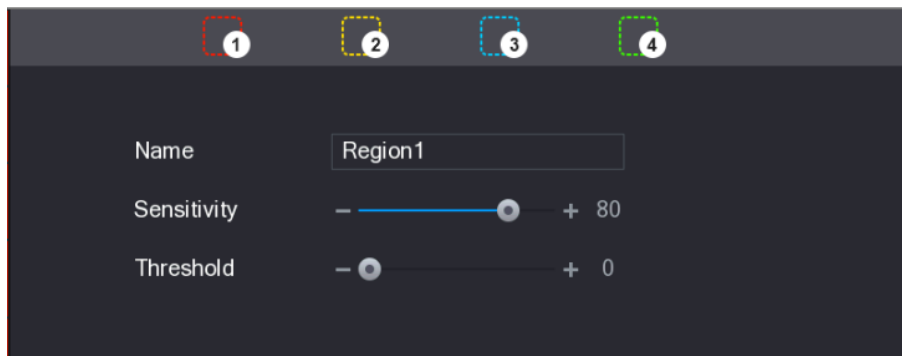 1 2 3 4
Name Region1
Sensitivity - + 80
Threshold - + 0